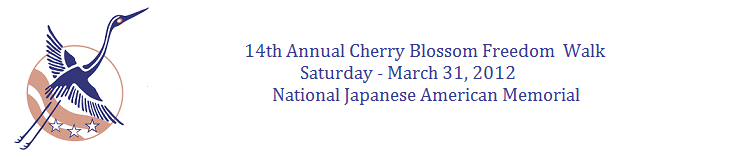 14th Annual Cherry Blossom Freedom Walk
Saturday - March 31, 2012
National Japanese American Memorial